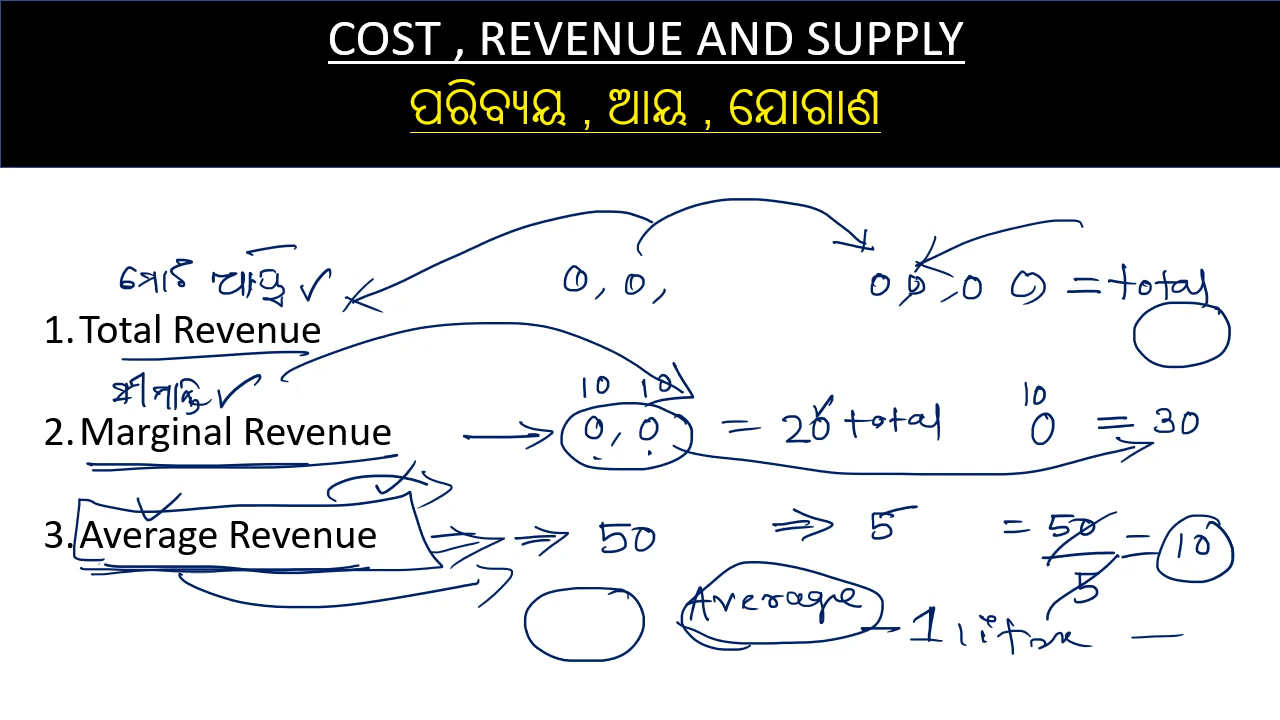 COST , REVENUE AND SUPPLY
ପରିବ୍ୟୟ , ଆୟ , ଯୋଗାଣ
0, 0, 0 0, 0 0, = total
1. Total Revenue
10 10 10
2. Marginal Revenue 0, 0 = 20 total 0 = 30
3. Average Revenue 50 5 = 50/5 = 10
Average - 1